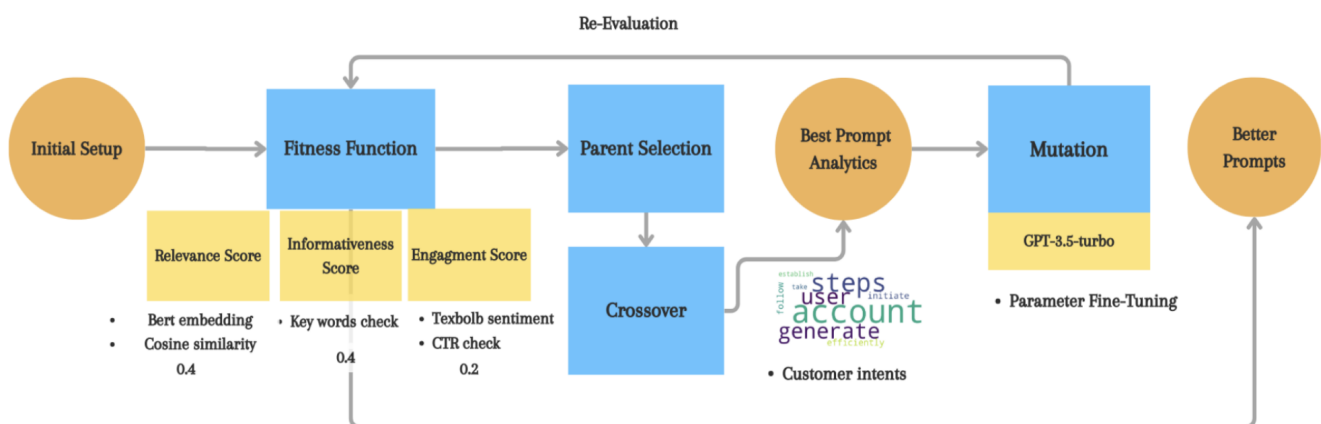 Re-Evaluation
Initial Setup
Fitness Function
Parent Selection
Best Prompt
Analytics
Mutation
Better
Prompts
Relevance Score
Informativeness
Score
Engagment Score
GPT-3.5-turbo
Crossover
establish
take
steps
follow
user
initiate
account
generate
efficiently
• Bert embedding
• Cosine similarity
0.4
• Key words check
0.4
• Texbolb sentiment
• CTR check
0.2
• Customer intents
• Parameter Fine-Tuning